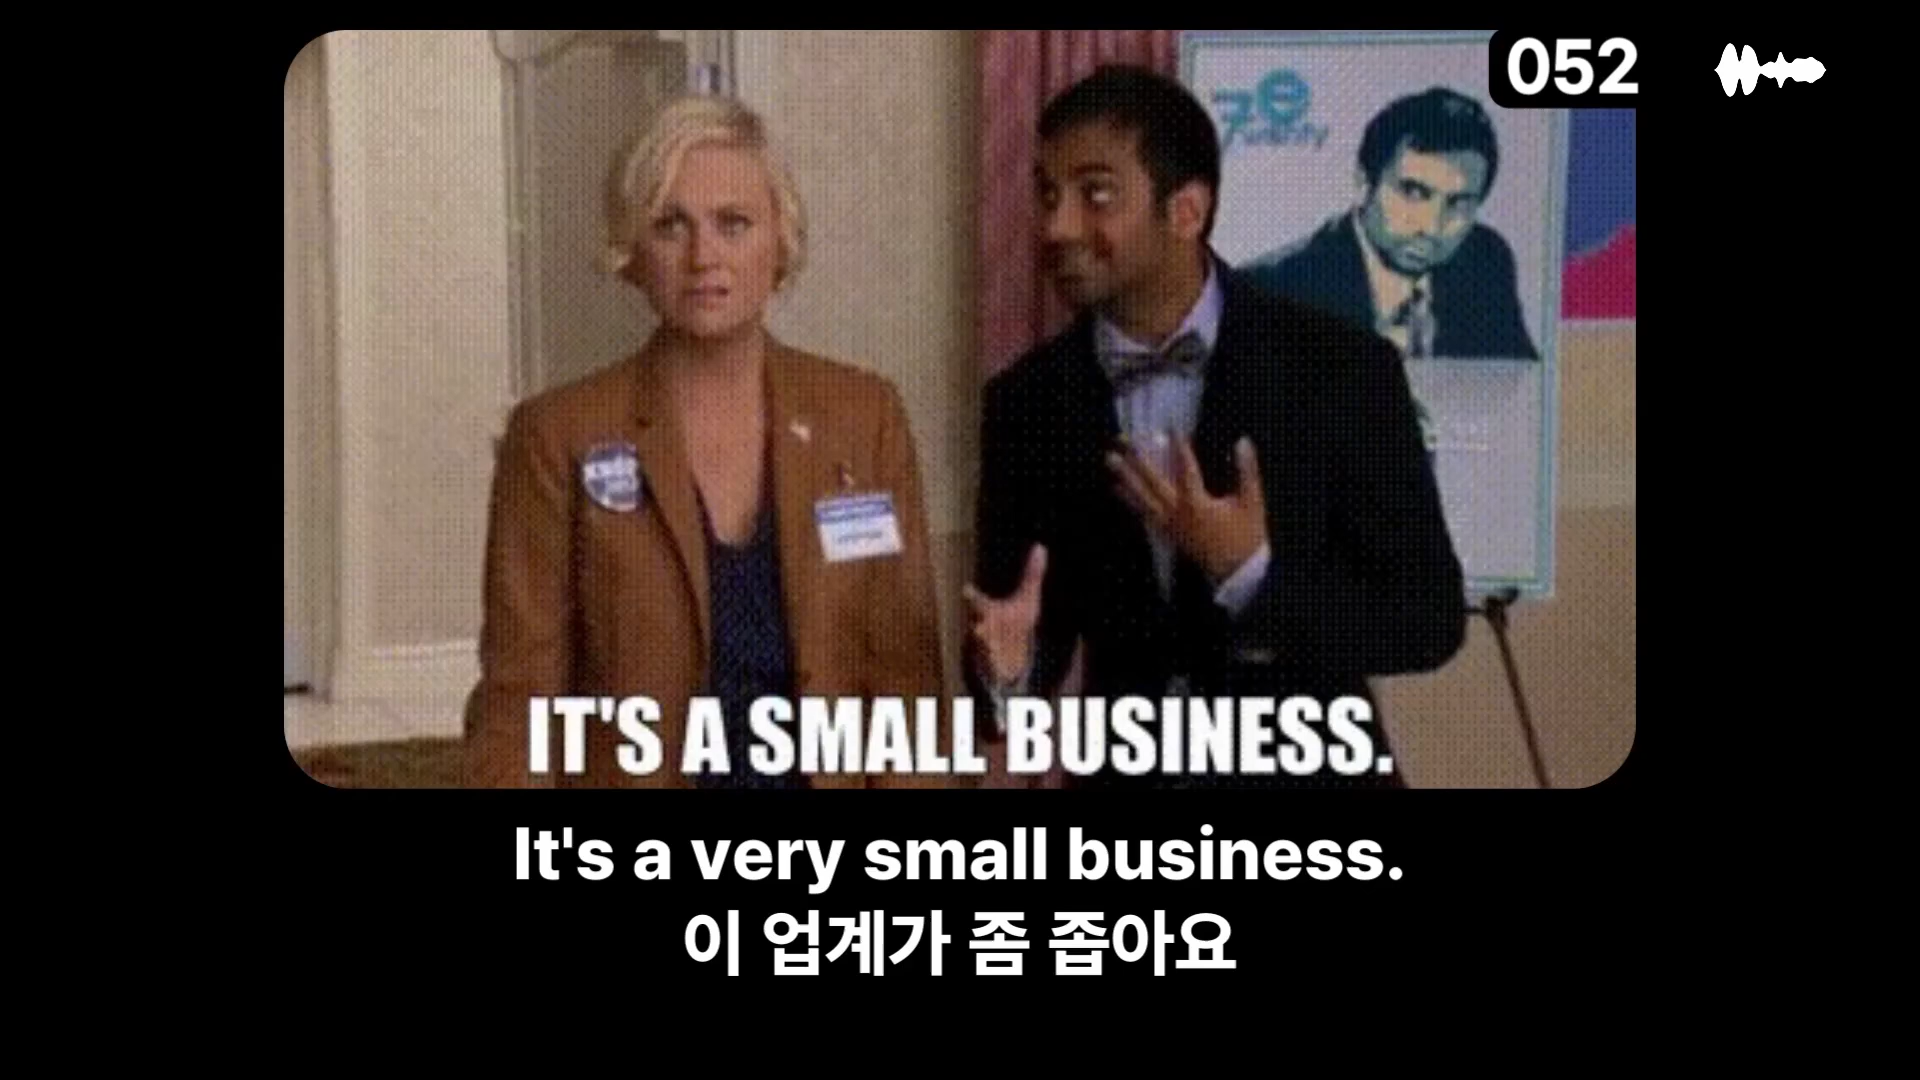 052
IT'S A SMALL BUSINESS.
It's a very small business.
이 업계가 좀 좁아요